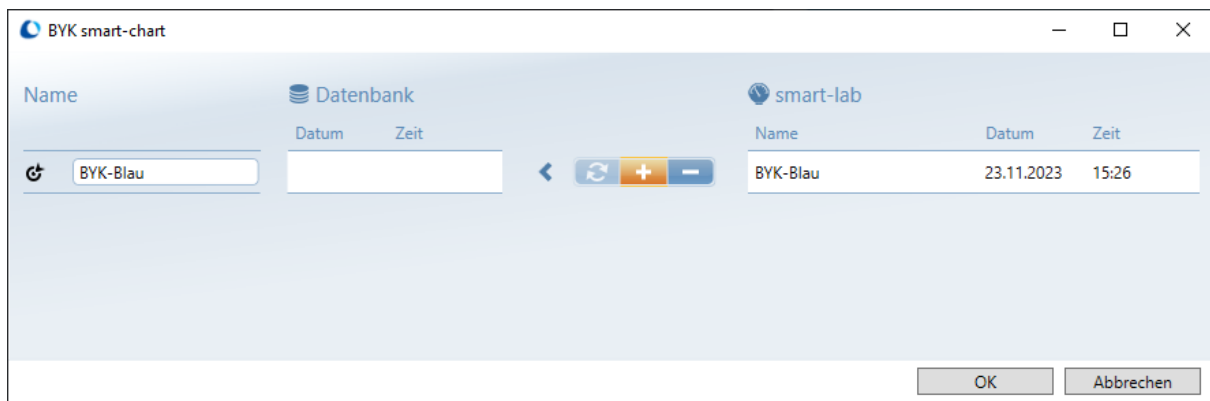 BYK smart-chart
Name Datenbank smart-lab
Datum Zeit Name Datum Zeit
BYK-Blau BYK-Blau 23.11.2023 15:26
OK Abbrechen